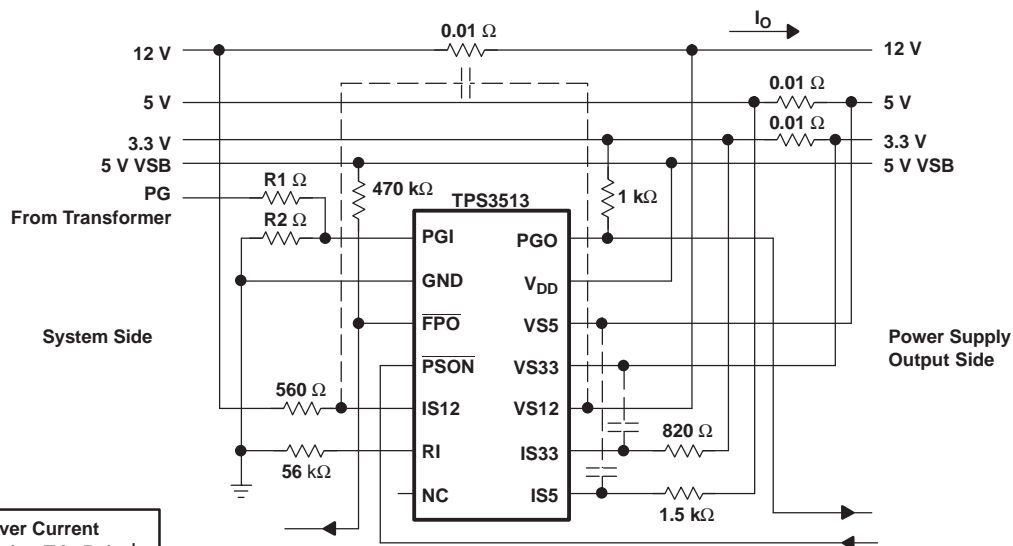 I_O
0.01 Ω
12 V
12 V
0.01 Ω
5 V
5 V
0.01 Ω
3.3 V
3.3 V
5 V VSB
5 V VSB
R1 Ω
470 kΩ
PG
TPS3513
1 kΩ
From Transformer
R2 Ω
PGI
PGO
GND
V_DD
System Side
FPO
VS5
Power Supply
Output Side
PSON
VS33
560 Ω
IS12
VS12
820 Ω
RI
IS33
56 kΩ
NC
IS5
1.5 kΩ
ver Current